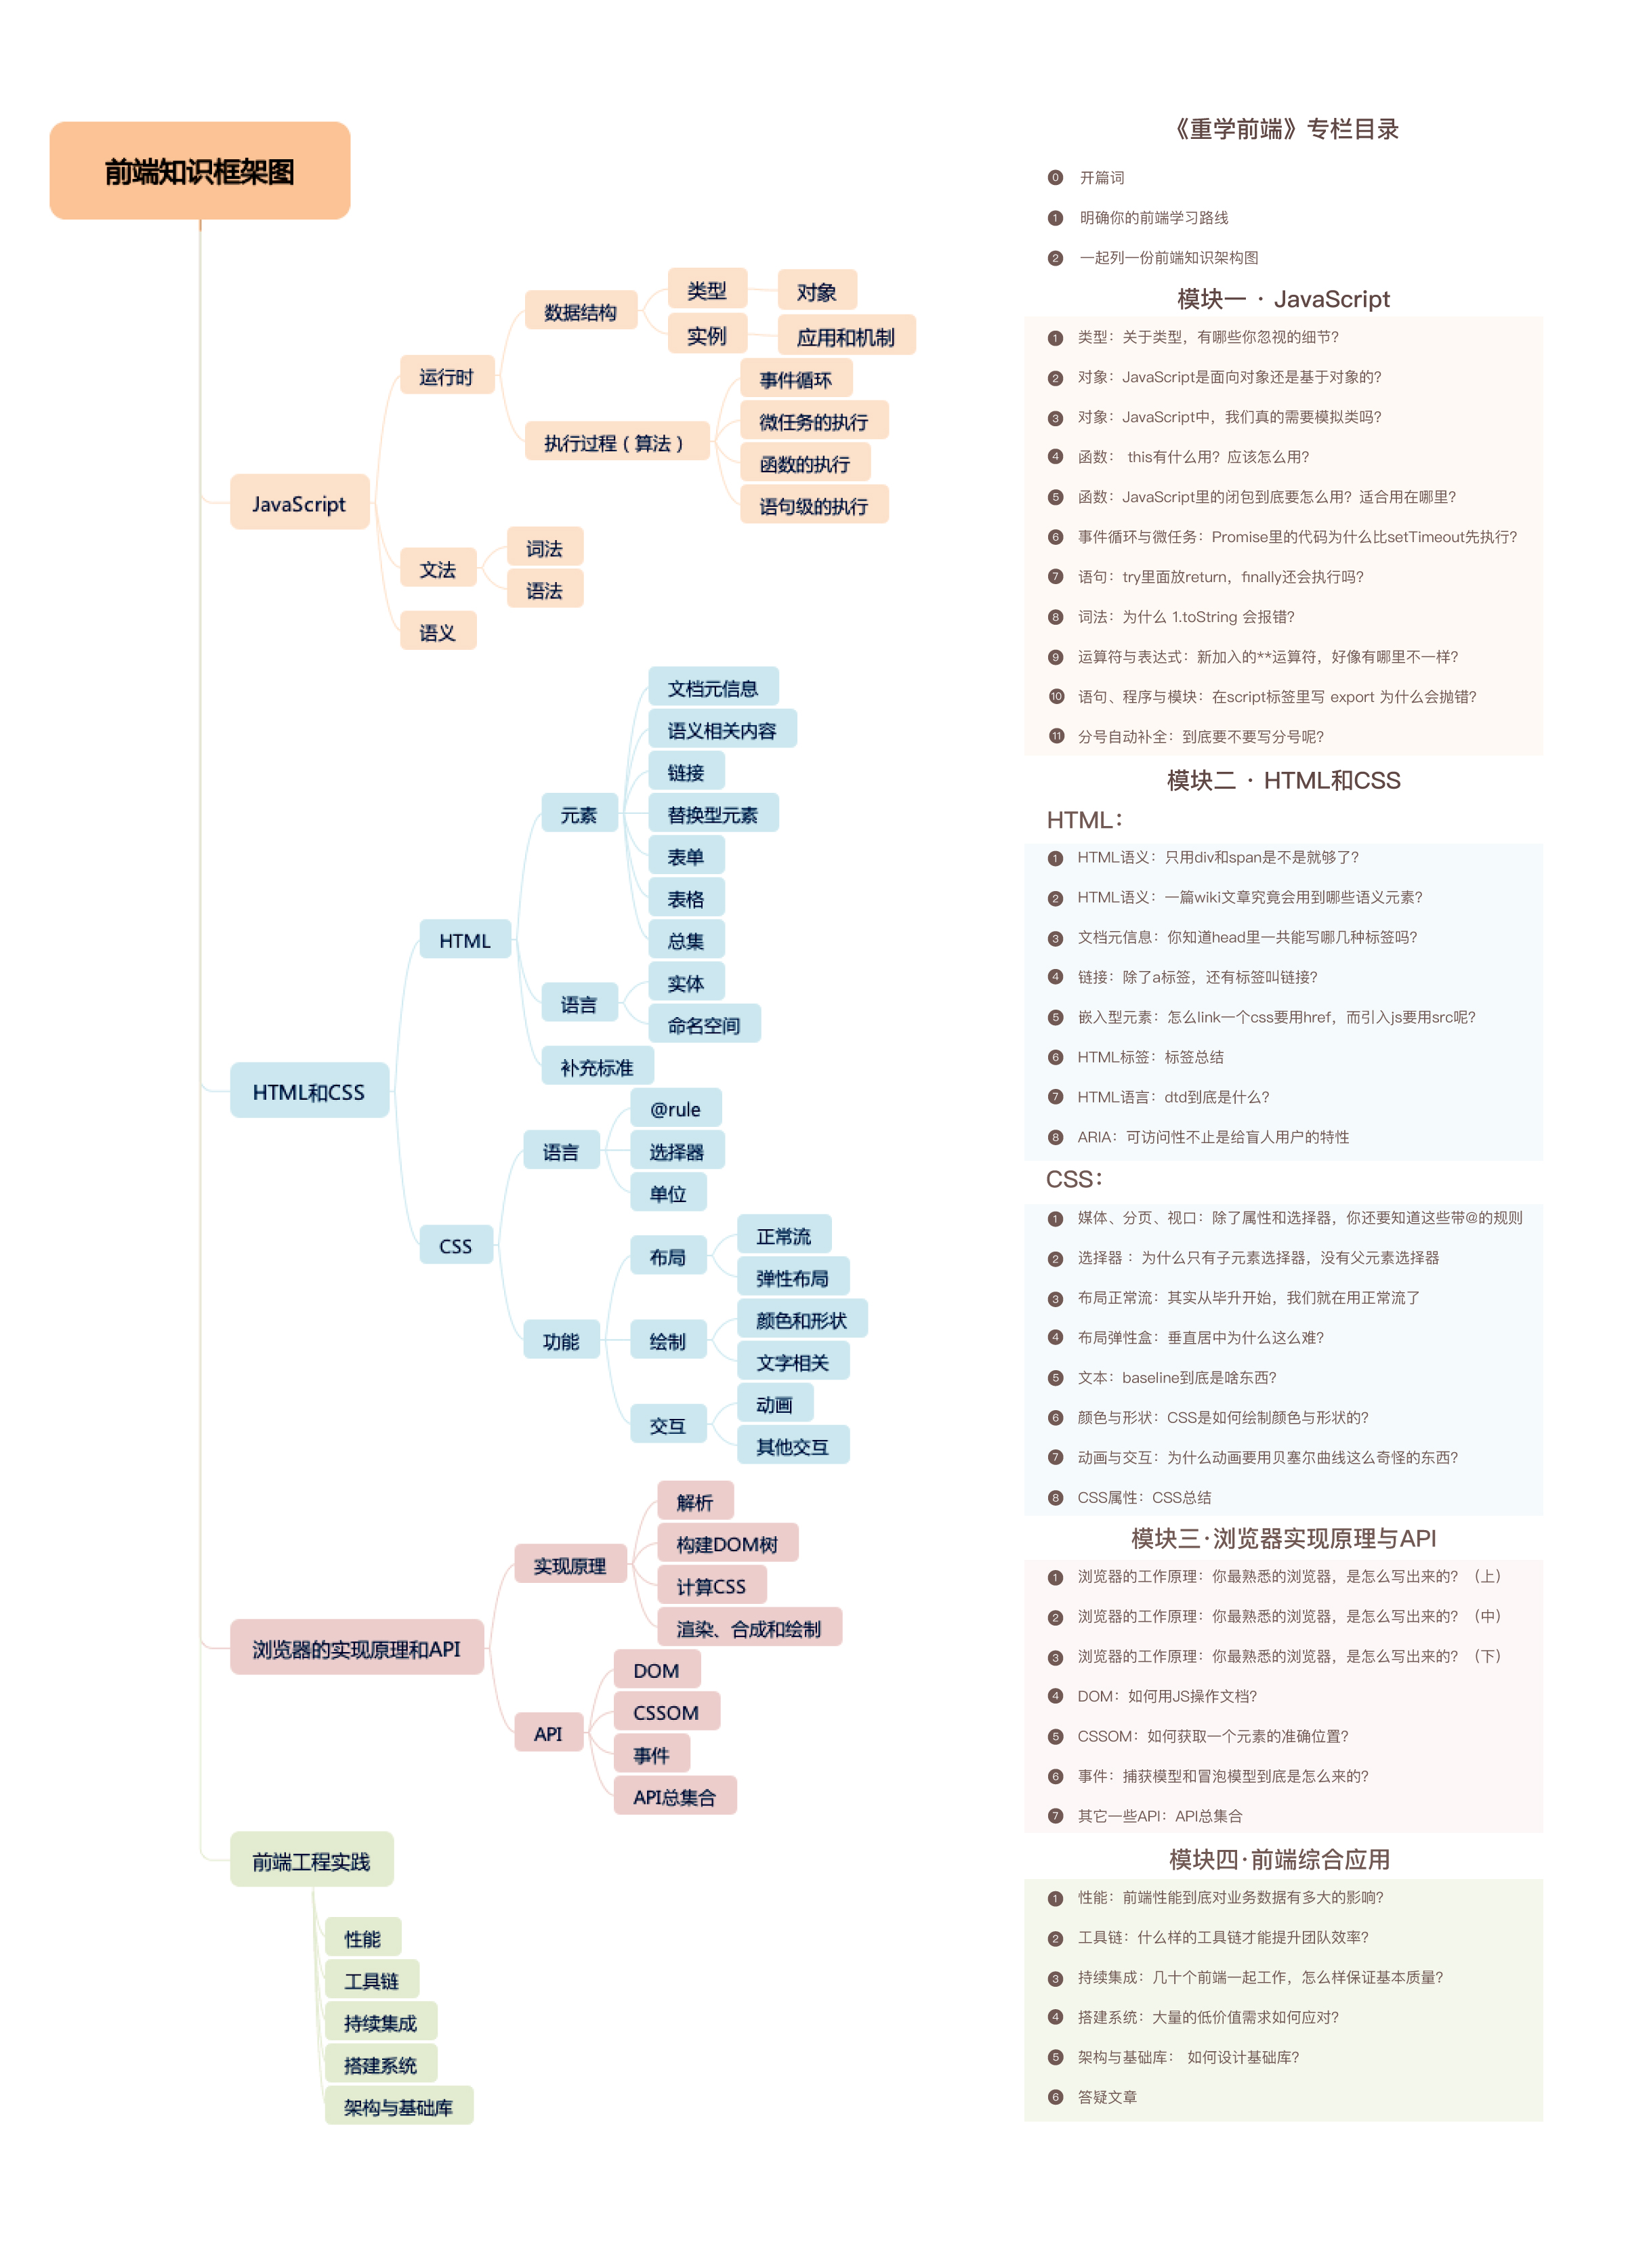 前端知识框架图
JavaScript
运行时
数据结构
类型
对象
实例
应用和机制
执行过程（算法）
事件循环
微任务的执行
函数的执行
语句级的执行
文法
词法
语法
语义
HTML和CSS
HTML
元素
文档元信息
语义相关内容
链接
替换型元素
表单
表格
总集
语言
实体
命名空间
补充标准
CSS
语言
@rule
选择器
单位
功能
布局
正常流
弹性布局
绘制
颜色和形状
文字相关
交互
动画
其他交互
浏览器的实现原理和API
实现原理
解析
构建DOM树
计算CSS
渲染、合成和绘制
API
DOM
CSSOM
事件
API总集合
前端工程实践
性能
工具链
持续集成
搭建系统
架构与基础库
《重学前端》专栏目录
0 开篇词
1 明确你的前端学习路线
2 一起列一份前端知识架构图
模块一 · JavaScript
1 类型：关于类型，有哪些你忽视的细节？
2 对象：JavaScript是面向对象还是基于对象的？
3 对象：JavaScript中，我们真的需要模拟类吗？
4 函数： this有什么用？应该怎么用？
5 函数：JavaScript里的闭包到底要怎么用？适合用在哪里？
6 事件循环与微任务：Promise里的代码为什么比setTimeout先执行？
7 语句：try里面放return，finally还会执行吗？
8 词法：为什么 1.toString 会报错？
9 运算符与表达式：新加入的**运算符，好像有哪里不一样？
10 语句、程序与模块：在script标签里写 export 为什么会抛错？
11 分号自动补全：到底要不要写分号呢？
模块二 · HTML和CSS
HTML：
1 HTML语义：只用div和span是不是就够了？
2 HTML语义：一篇wiki文章究竟会用到哪些语义元素？
3 文档元信息：你知道head里一共能写哪几种标签吗？
4 链接：除了a标签，还有标签叫链接？
5 嵌入型元素：怎么link一个css要用href，而引入js要用src呢？
6 HTML标签：标签总结
7 HTML语言：dtd到底是什么？
8 ARIA：可访问性不止是给盲人用户的特性
CSS：
1 媒体、分页、视口：除了属性和选择器，你还要知道这些带@的规则
2 选择器 ：为什么只有子元素选择器，没有父元素选择器
3 布局正常流：其实从毕升开始，我们就在用正常流了
4 布局弹性盒：垂直居中为什么这么难？
5 文本：baseline到底是啥东西？
6 颜色与形状：CSS是如何绘制颜色与形状的？
7 动画与交互：为什么动画要用贝塞尔曲线这么奇怪的东西？
8 CSS属性：CSS总结
模块三·浏览器实现原理与API
1 浏览器的工作原理：你最熟悉的浏览器，是怎么写出来的？（上）
2 浏览器的工作原理：你最熟悉的浏览器，是怎么写出来的？（中）
3 浏览器的工作原理：你最熟悉的浏览器，是怎么写出来的？（下）
4 DOM：如何用JS操作文档？
5 CSSOM：如何获取一个元素的准确位置？
6 事件：捕获模型和冒泡模型到底是怎么来的？
7 其它一些API：API总集合
模块四·前端综合应用
1 性能：前端性能到底对业务数据有多大的影响？
2 工具链：什么样的工具链才能提升团队效率？
3 持续集成：几十个前端一起工作，怎么样保证基本质量？
4 搭建系统：大量的低价值需求如何应对？
5 架构与基础库： 如何设计基础库？
6 答疑文章